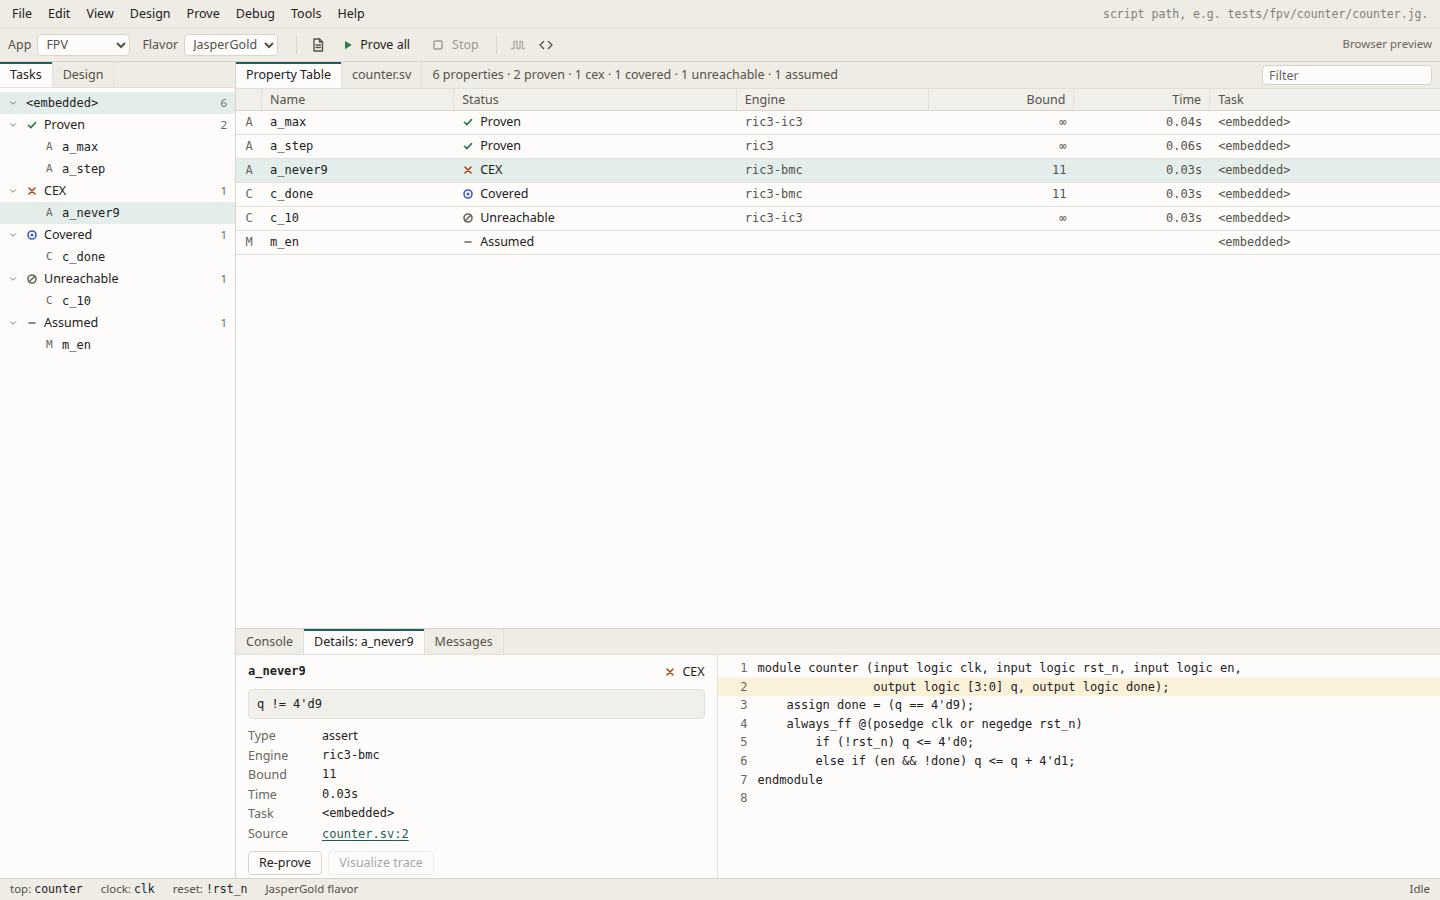 File Edit View Design Prove Debug Tools Help script path, e.g. tests/fpv/counter/counter.jg.
App FPV Flavor JasperGold Prove all Stop Browser preview
Tasks Design Property Table counter.sv 6 properties · 2 proven · 1 cex · 1 covered · 1 unreachable · 1 assumed Filter
<embedded> 6
Proven 2
A a_max
A a_step
CEX 1
A a_never9
Covered 1
C c_done
Unreachable 1
C c_10
Assumed 1
M m_en
Name Status Engine Bound Time Task
A a_max Proven ric3-ic3 ∞ 0.04s <embedded>
A a_step Proven ric3 ∞ 0.06s <embedded>
A a_never9 CEX ric3-bmc 11 0.03s <embedded>
C c_done Covered ric3-bmc 11 0.03s <embedded>
C c_10 Unreachable ric3-ic3 ∞ 0.03s <embedded>
M m_en Assumed <embedded>
Console Details: a_never9 Messages
a_never9 CEX
q != 4'd9
Type assert
Engine ric3-bmc
Bound 11
Time 0.03s
Task <embedded>
Source counter.sv:2
Re-prove Visualize trace
1 module counter (input logic clk, input logic rst_n, input logic en,
2 output logic [3:0] q, output logic done);
3 assign done = (q == 4'd9);
4 always_ff @(posedge clk or negedge rst_n)
5 if (!rst_n) q <= 4'd0;
6 else if (en && !done) q <= q + 4'd1;
7 endmodule
8
top: counter clock: clk reset: !rst_n JasperGold flavor Idle